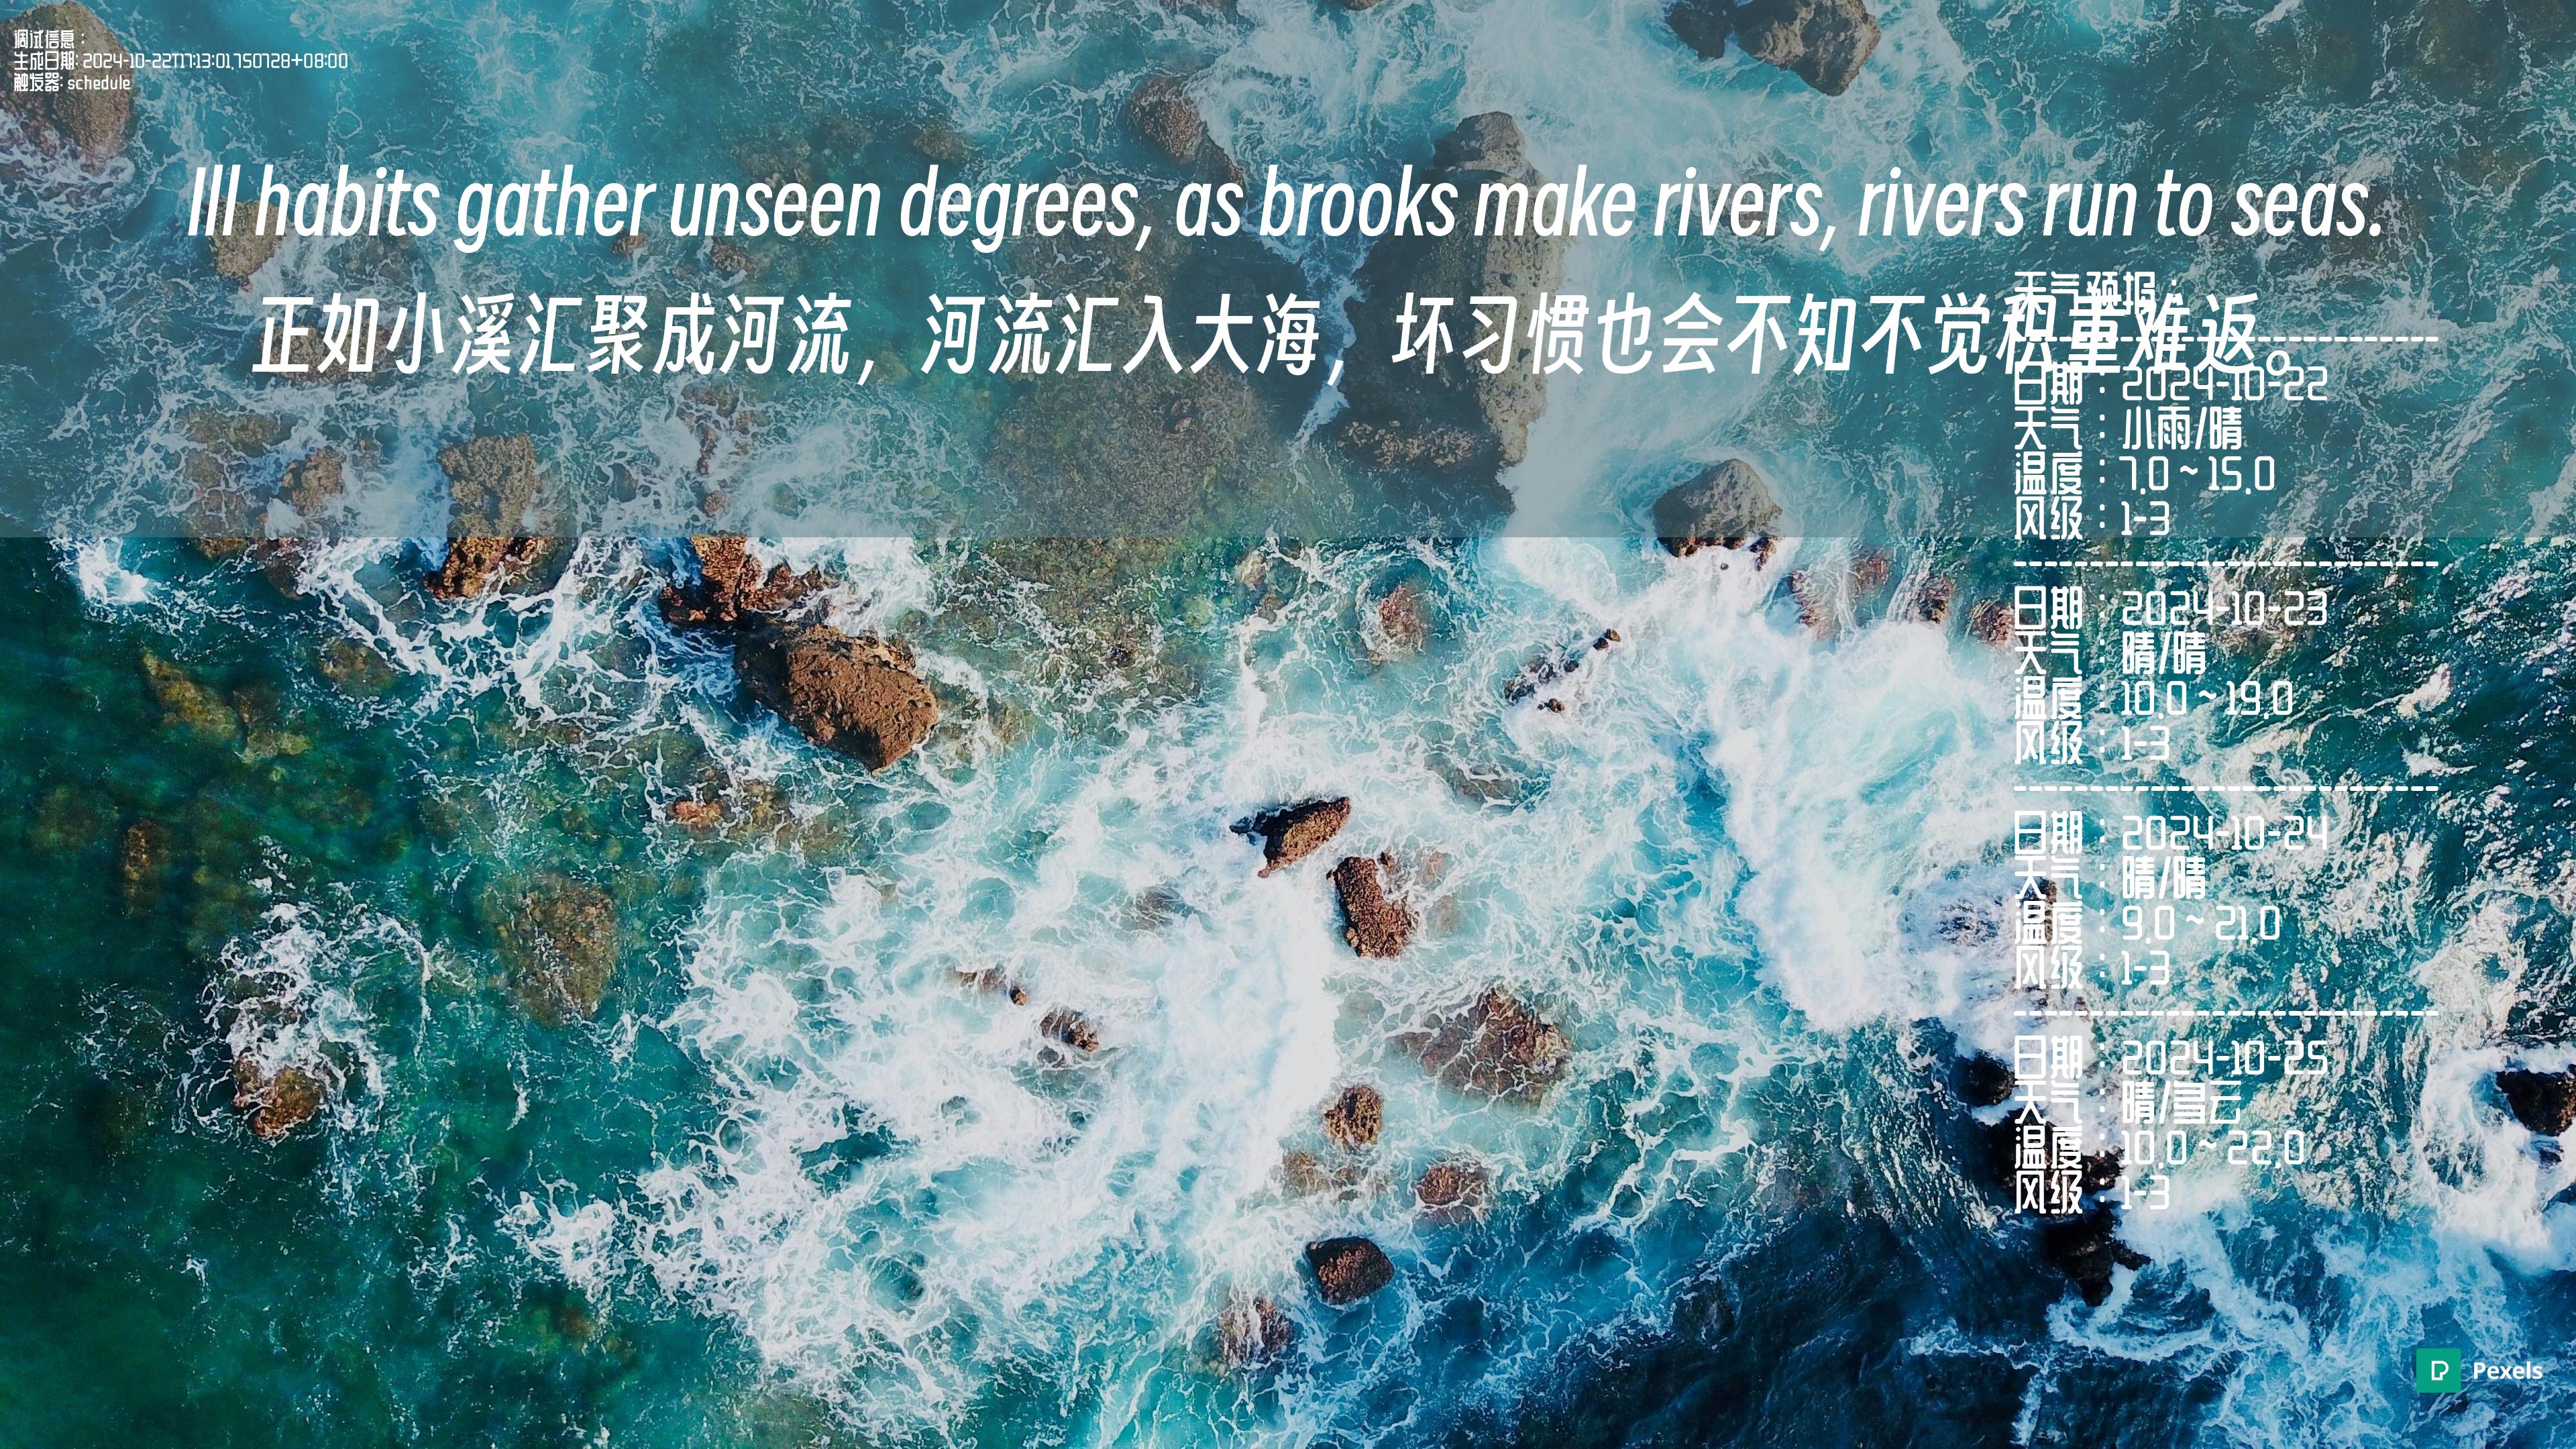 调试信息：
生成日期: 2024-10-22T17:13:01.750728+08:00
触发器: schedule
Ill habits gather unseen degrees, as brooks make rivers, rivers run to seas.
正如小溪汇聚成河流，河流汇入大海，坏习惯也会不知不觉积重难返。
天气预报：
--------------------------
日期：2024-10-22
天气：小雨/晴
温度：7.0 ~ 15.0
风级：1-3
--------------------------
日期：2024-10-23
天气：晴/晴
温度：10.0 ~ 19.0
风级：1-3
--------------------------
日期：2024-10-24
天气：晴/晴
温度：9.0 ~ 21.0
风级：1-3
--------------------------
日期：2024-10-25
天气：晴/多云
温度：10.0 ~ 22.0
风级：1-3
Pexels